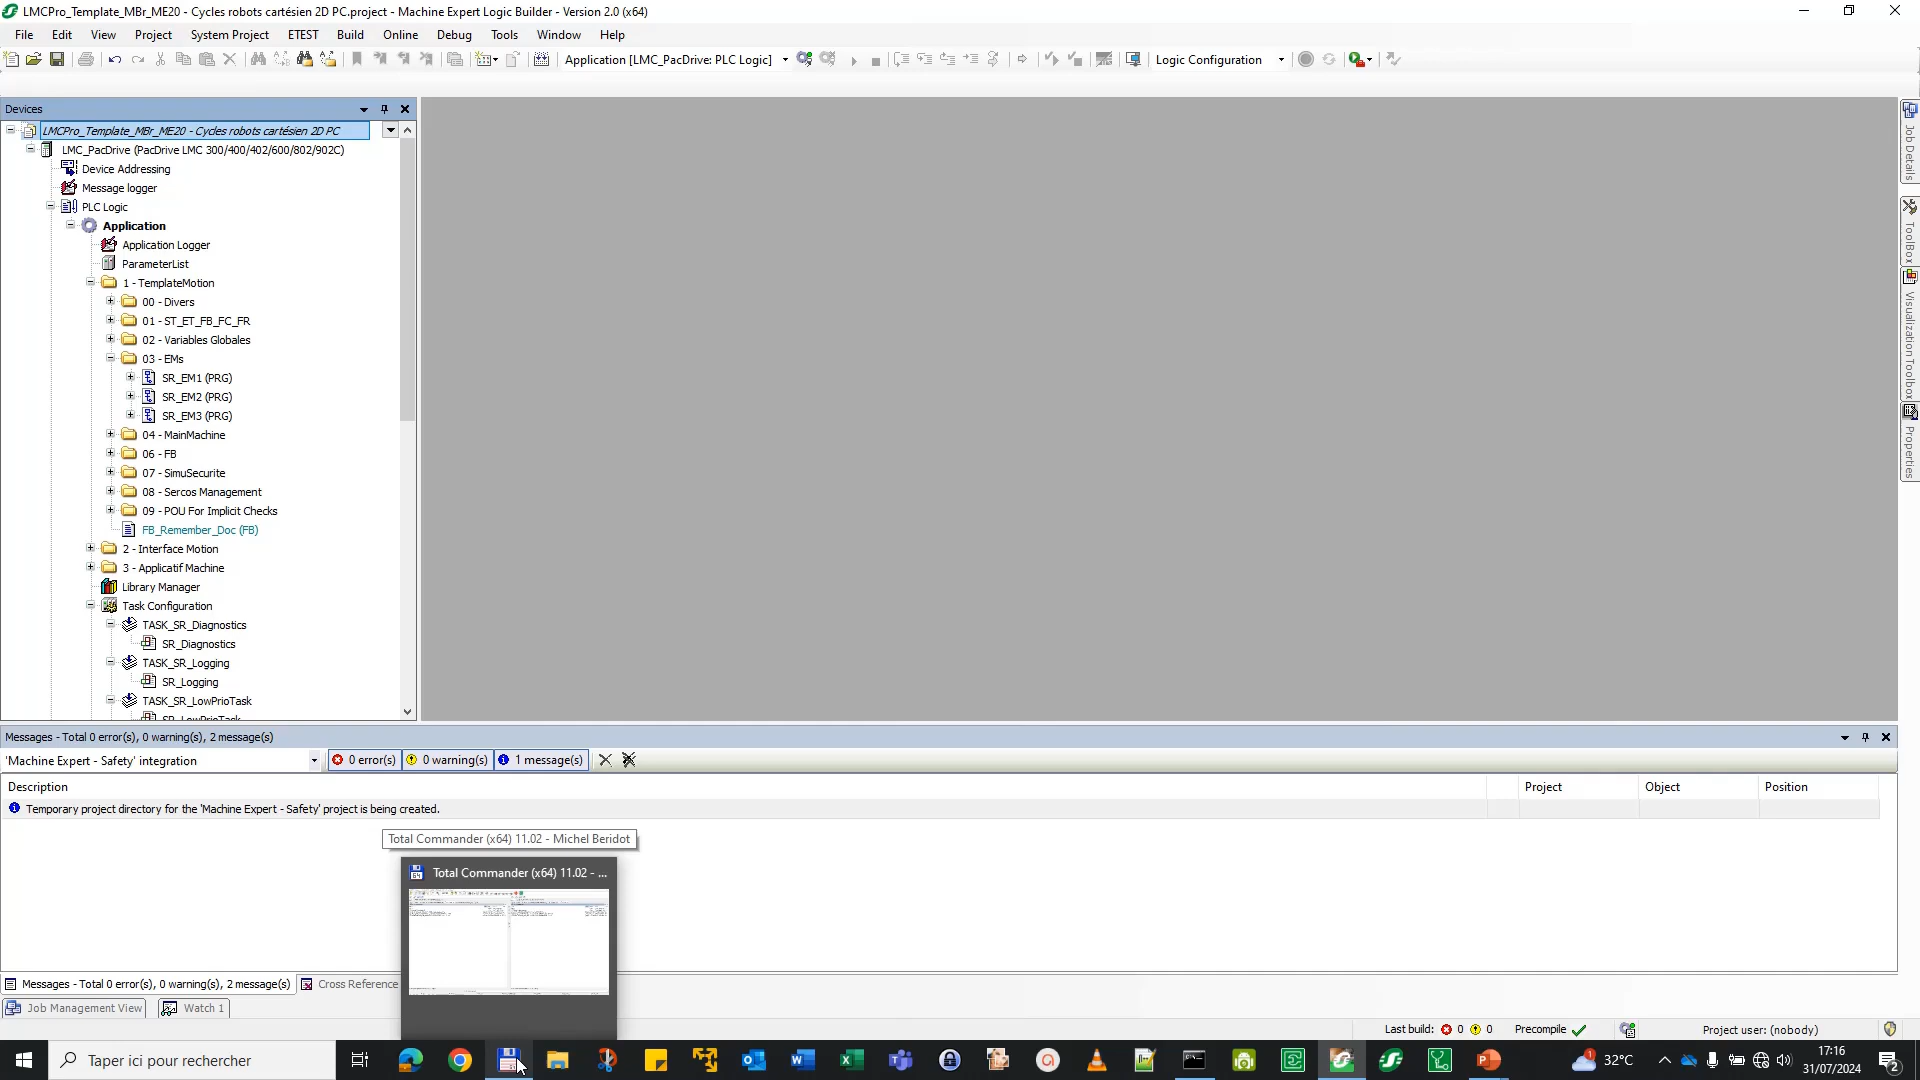 LMCPro_Template_MBr_ME20 - Cycles robots cartésien 2D PC.project - Machine Expert Logic Builder - Version 2.0 (x64)
File Edit View Project System Project ETEST Build Online Debug Tools Window Help
Application [LMC_PacDrive: PLC Logic] Logic Configuration
Devices
LMCPro_Template_MBr_ME20 - Cycles robots cartésien 2D PC
LMC_PacDrive (PacDrive LMC 300/400/402/600/802/902C)
Device Addressing
Message logger
PLC Logic
Application
Application Logger
ParameterList
1 - TemplateMotion
00 - Divers
01 - ST_ET_FB_FC_FR
02 - Variables Globales
03 - EMs
SR_EM1 (PRG)
SR_EM2 (PRG)
SR_EM3 (PRG)
04 - MainMachine
06 - FB
07 - SimuSecurite
08 - Sercos Management
09 - POU For Implicit Checks
FB_Remember_Doc (FB)
2 - Interface Motion
3 - Applicatif Machine
Library Manager
Task Configuration
TASK_SR_Diagnostics
SR_Diagnostics
TASK_SR_Logging
SR_Logging
TASK_SR_LowPrioTask
SR_LowPrioTask
Job Details
ToolBox
Visualization Toolbox
Properties
Messages - Total 0 error(s), 0 warning(s), 2 message(s)
'Machine Expert - Safety' integration 0 error(s) 0 warning(s) 1 message(s)
Description Project Object Position
Temporary project directory for the 'Machine Expert - Safety' project is being created.
Total Commander (x64) 11.02 - Michel Beridot
Total Commander (x64) 11.02 - ...
Messages - Total 0 error(s), 0 warning(s), 2 message(s) Cross Reference
Job Management View Watch 1
Last build: 0 0 Precompile Project user: (nobody)
Taper ici pour rechercher
32°C
17:16
31/07/2024
2